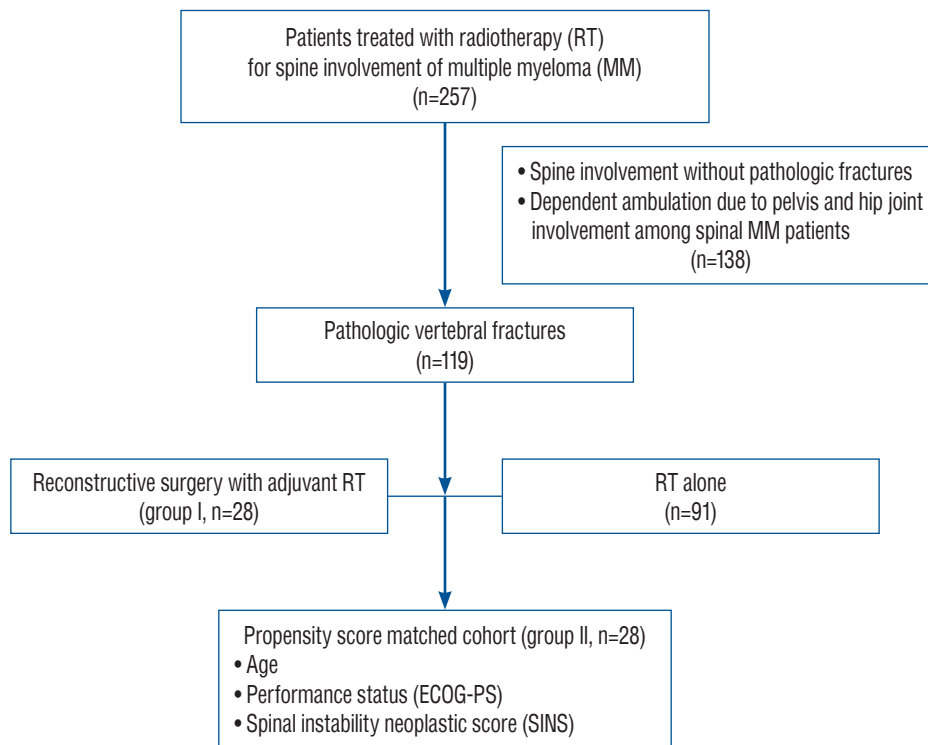 Patients treated with radiotherapy (RT)
for spine involvement of multiple myeloma (MM)
(n=257)
• Spine involvement without pathologic fractures
• Dependent ambulation due to pelvis and hip joint
involvement among spinal MM patients
(n=138)
Pathologic vertebral fractures
(n=119)
Reconstructive surgery with adjuvant RT
(group I, n=28)
RT alone
(n=91)
Propensity score matched cohort (group II, n=28)
• Age
• Performance status (ECOG-PS)
• Spinal instability neoplastic score (SINS)